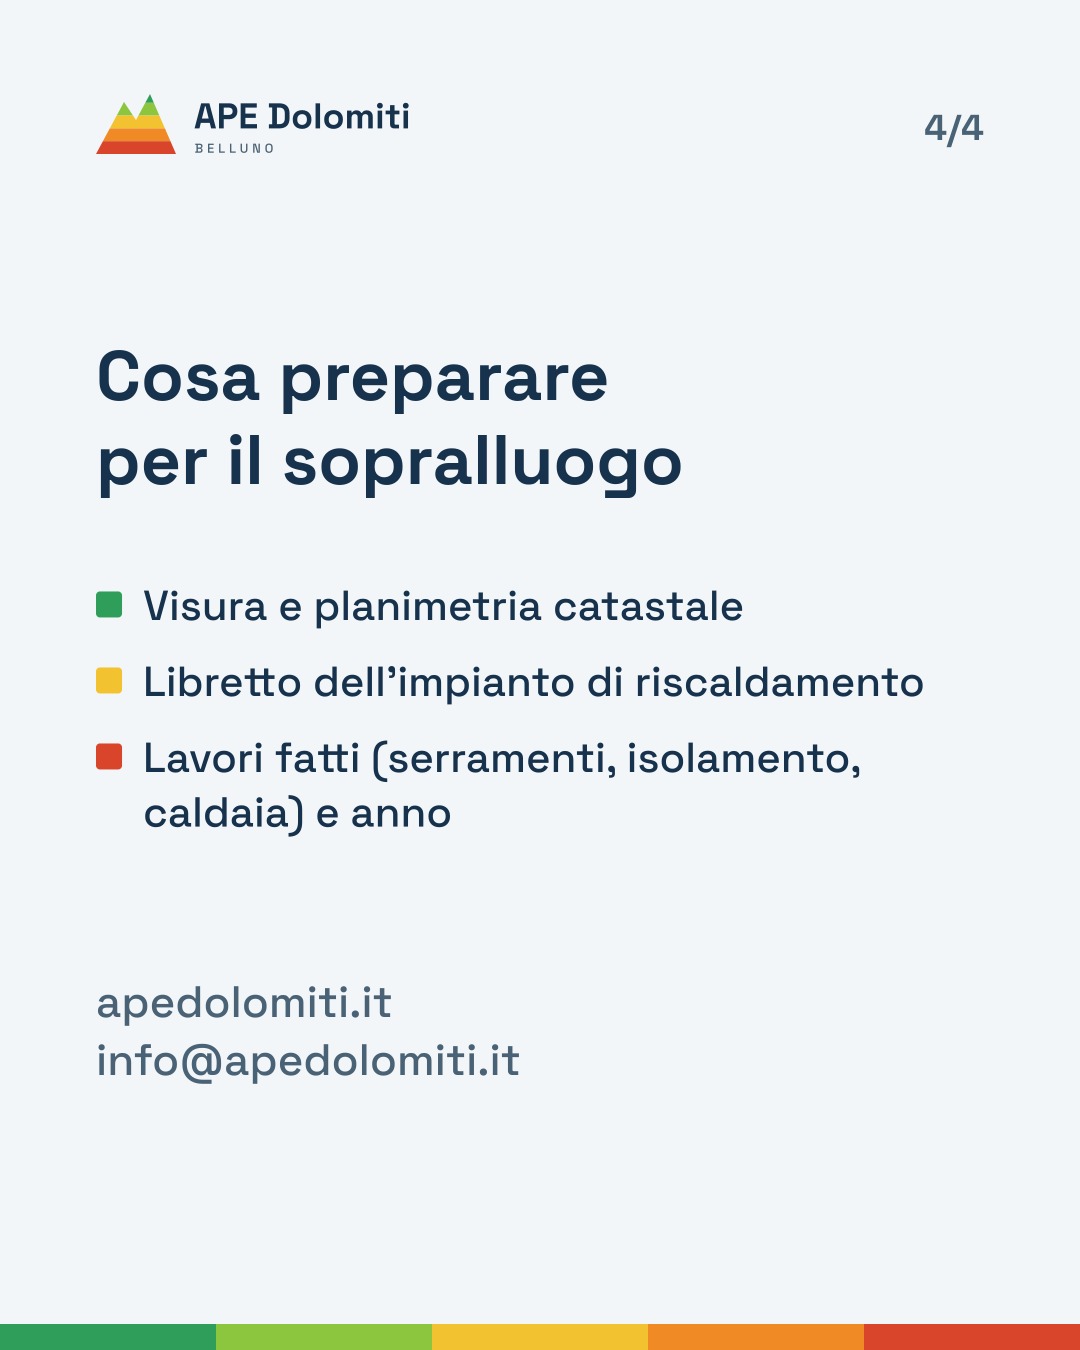 APE Dolomiti
BELLUNO
4/4
Cosa preparare
per il sopralluogo
Visura e planimetria catastale
Libretto dell’impianto di riscaldamento
Lavori fatti (serramenti, isolamento,
caldaia) e anno
apedolomiti.it
info@apedolomiti.it